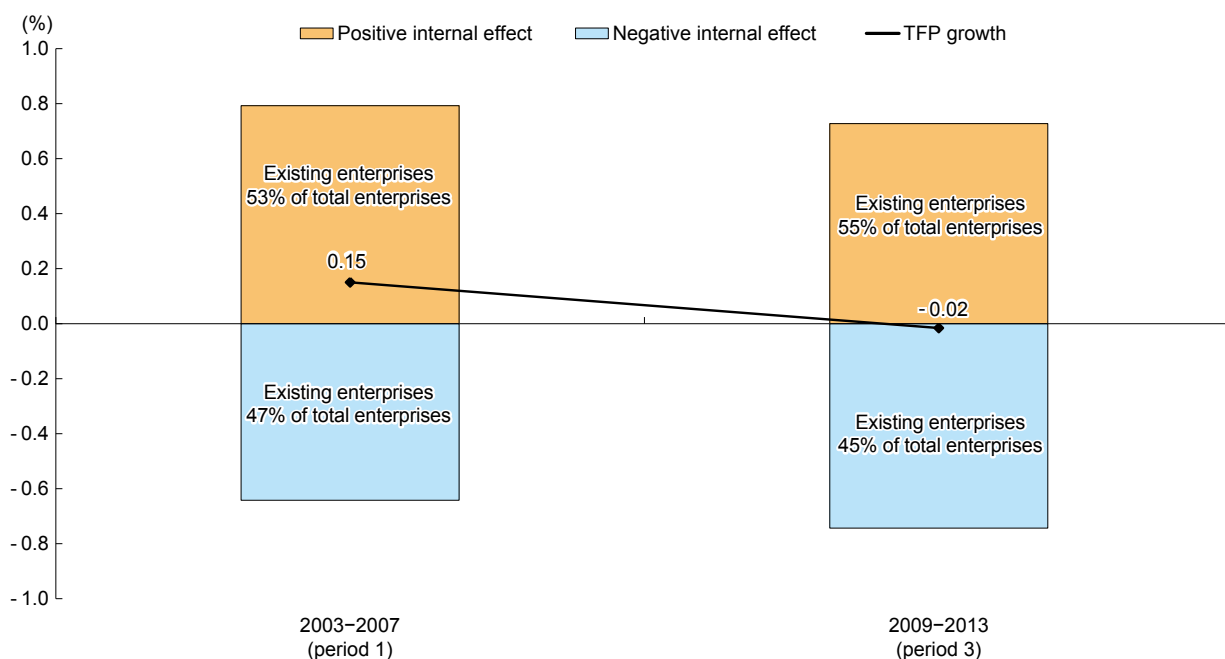 (%)
Positive internal effect
Negative internal effect
TFP growth
1.0
0.8
0.6
0.4
0.2
0.0
- 0.2
- 0.4
- 0.6
- 0.8
- 1.0
Existing enterprises
53% of total enterprises
0.15
Existing enterprises
47% of total enterprises
Existing enterprises
55% of total enterprises
- 0.02
Existing enterprises
45% of total enterprises
2003−2007
(period 1)
2009−2013
(period 3)